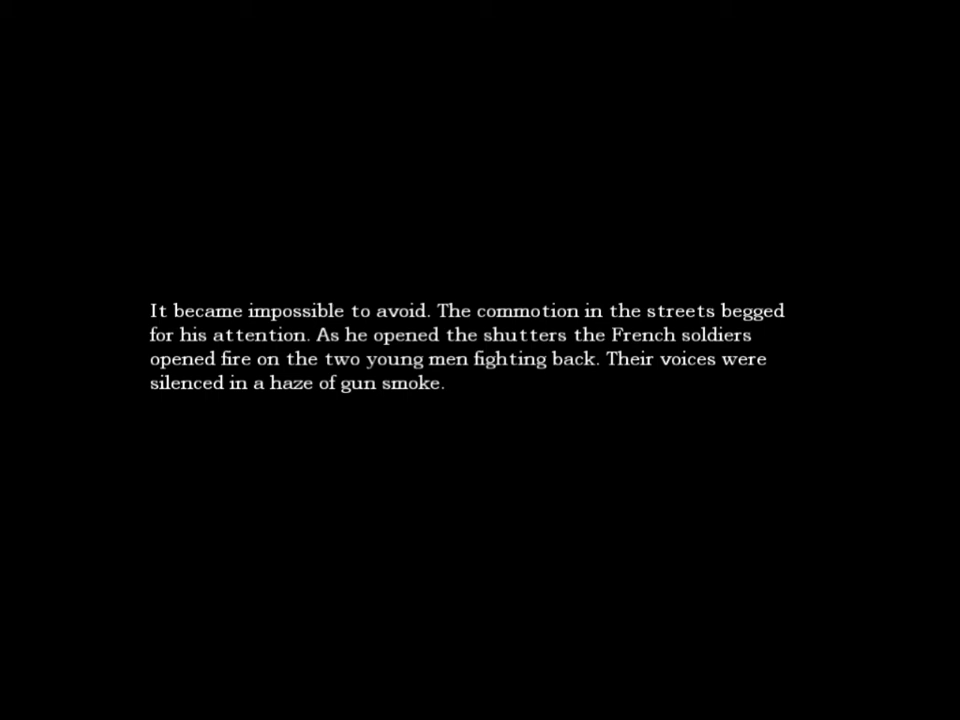 It became impossible to avoid. The commotion in the streets begged
for his attention. As he opened the shutters the French soldiers
opened fire on the two young men fighting back. Their voices were
silenced in a haze of gun smoke.